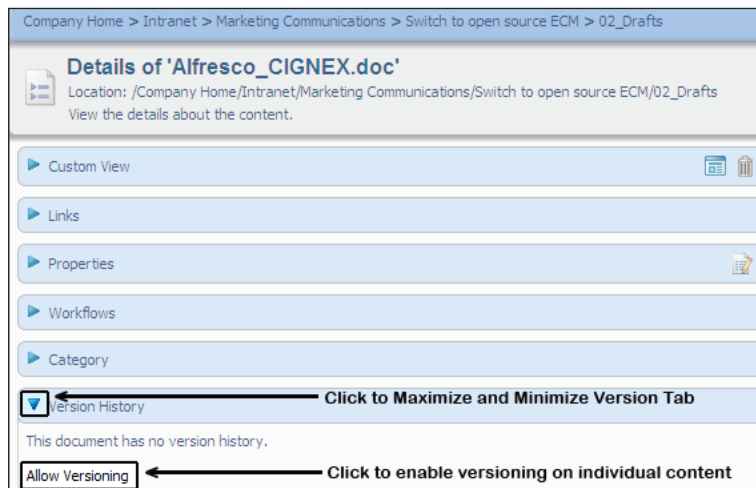 Company Home > Intranet > Marketing Communications > Switch to open source ECM > 02_Drafts
Details of 'Alfresco_CIGNEX.doc'
Location: /Company Home/Intranet/Marketing Communications/Switch to open source ECM/02_Drafts
View the details about the content.
Custom View
Links
Properties
Workflows
Category
Version History Click to Maximize and Minimize Version Tab
This document has no version history.
Allow Versioning Click to enable versioning on individual content